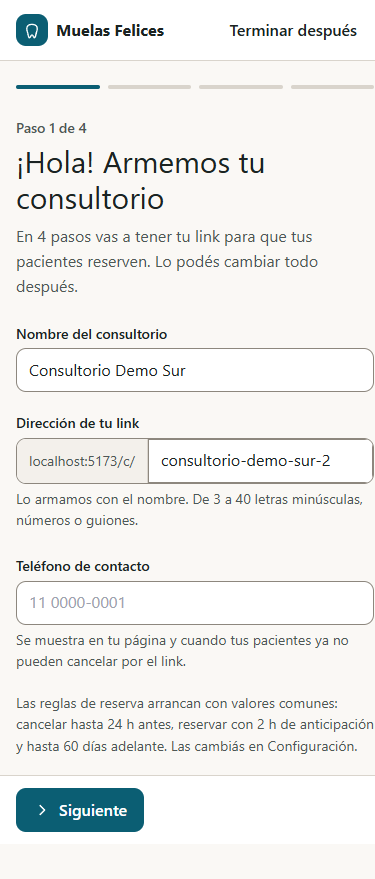 Muelas Felices
Terminar después
Paso 1 de 4
¡Hola! Armemos tu
consultorio
En 4 pasos vas a tener tu link para que tus
pacientes reserven. Lo podés cambiar todo
después.
Nombre del consultorio
Consultorio Demo Sur
Dirección de tu link
localhost:5173/c/ consultorio-demo-sur-2
Lo armamos con el nombre. De 3 a 40 letras minúsculas,
números o guiones.
Teléfono de contacto
11 0000-0001
Se muestra en tu página y cuando tus pacientes ya no
pueden cancelar por el link.
Las reglas de reserva arrancan con valores comunes:
cancelar hasta 24 h antes, reservar con 2 h de anticipación
y hasta 60 días adelante. Las cambiás en Configuración.
Siguiente